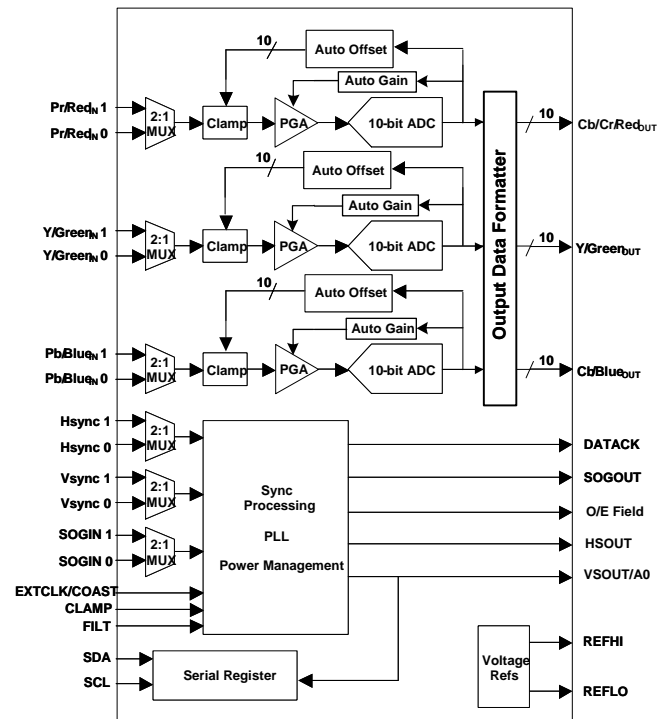 10
Auto Offset
Auto Gain
Pr/RedIN 1
Pr/RedIN 0
2:1
MUX
Clamp
PGA
10-bit ADC
10
Cb/Cr/RedOUT
10
Auto Offset
Auto Gain
Y/GreenIN 1
Y/GreenIN 0
2:1
MUX
Clamp
PGA
10-bit ADC
10
Y/GreenOUT
Output Data Formatter
10
Auto Offset
Auto Gain
Pb/BlueIN 1
Pb/BlueIN 0
2:1
MUX
Clamp
PGA
10-bit ADC
10
Cb/BlueOUT
Hsync 1
Hsync 0
2:1
MUX
Vsync 1
Vsync 0
2:1
MUX
SOGIN 1
SOGIN 0
2:1
MUX
EXTCLK/COAST
CLAMP
FILT
Sync
Processing
PLL
Power Management
DATACK
SOGOUT
O/E Field
HSOUT
VSOUT/A0
SDA
SCL
Serial Register
Voltage
Refs
REFHI
REFLO